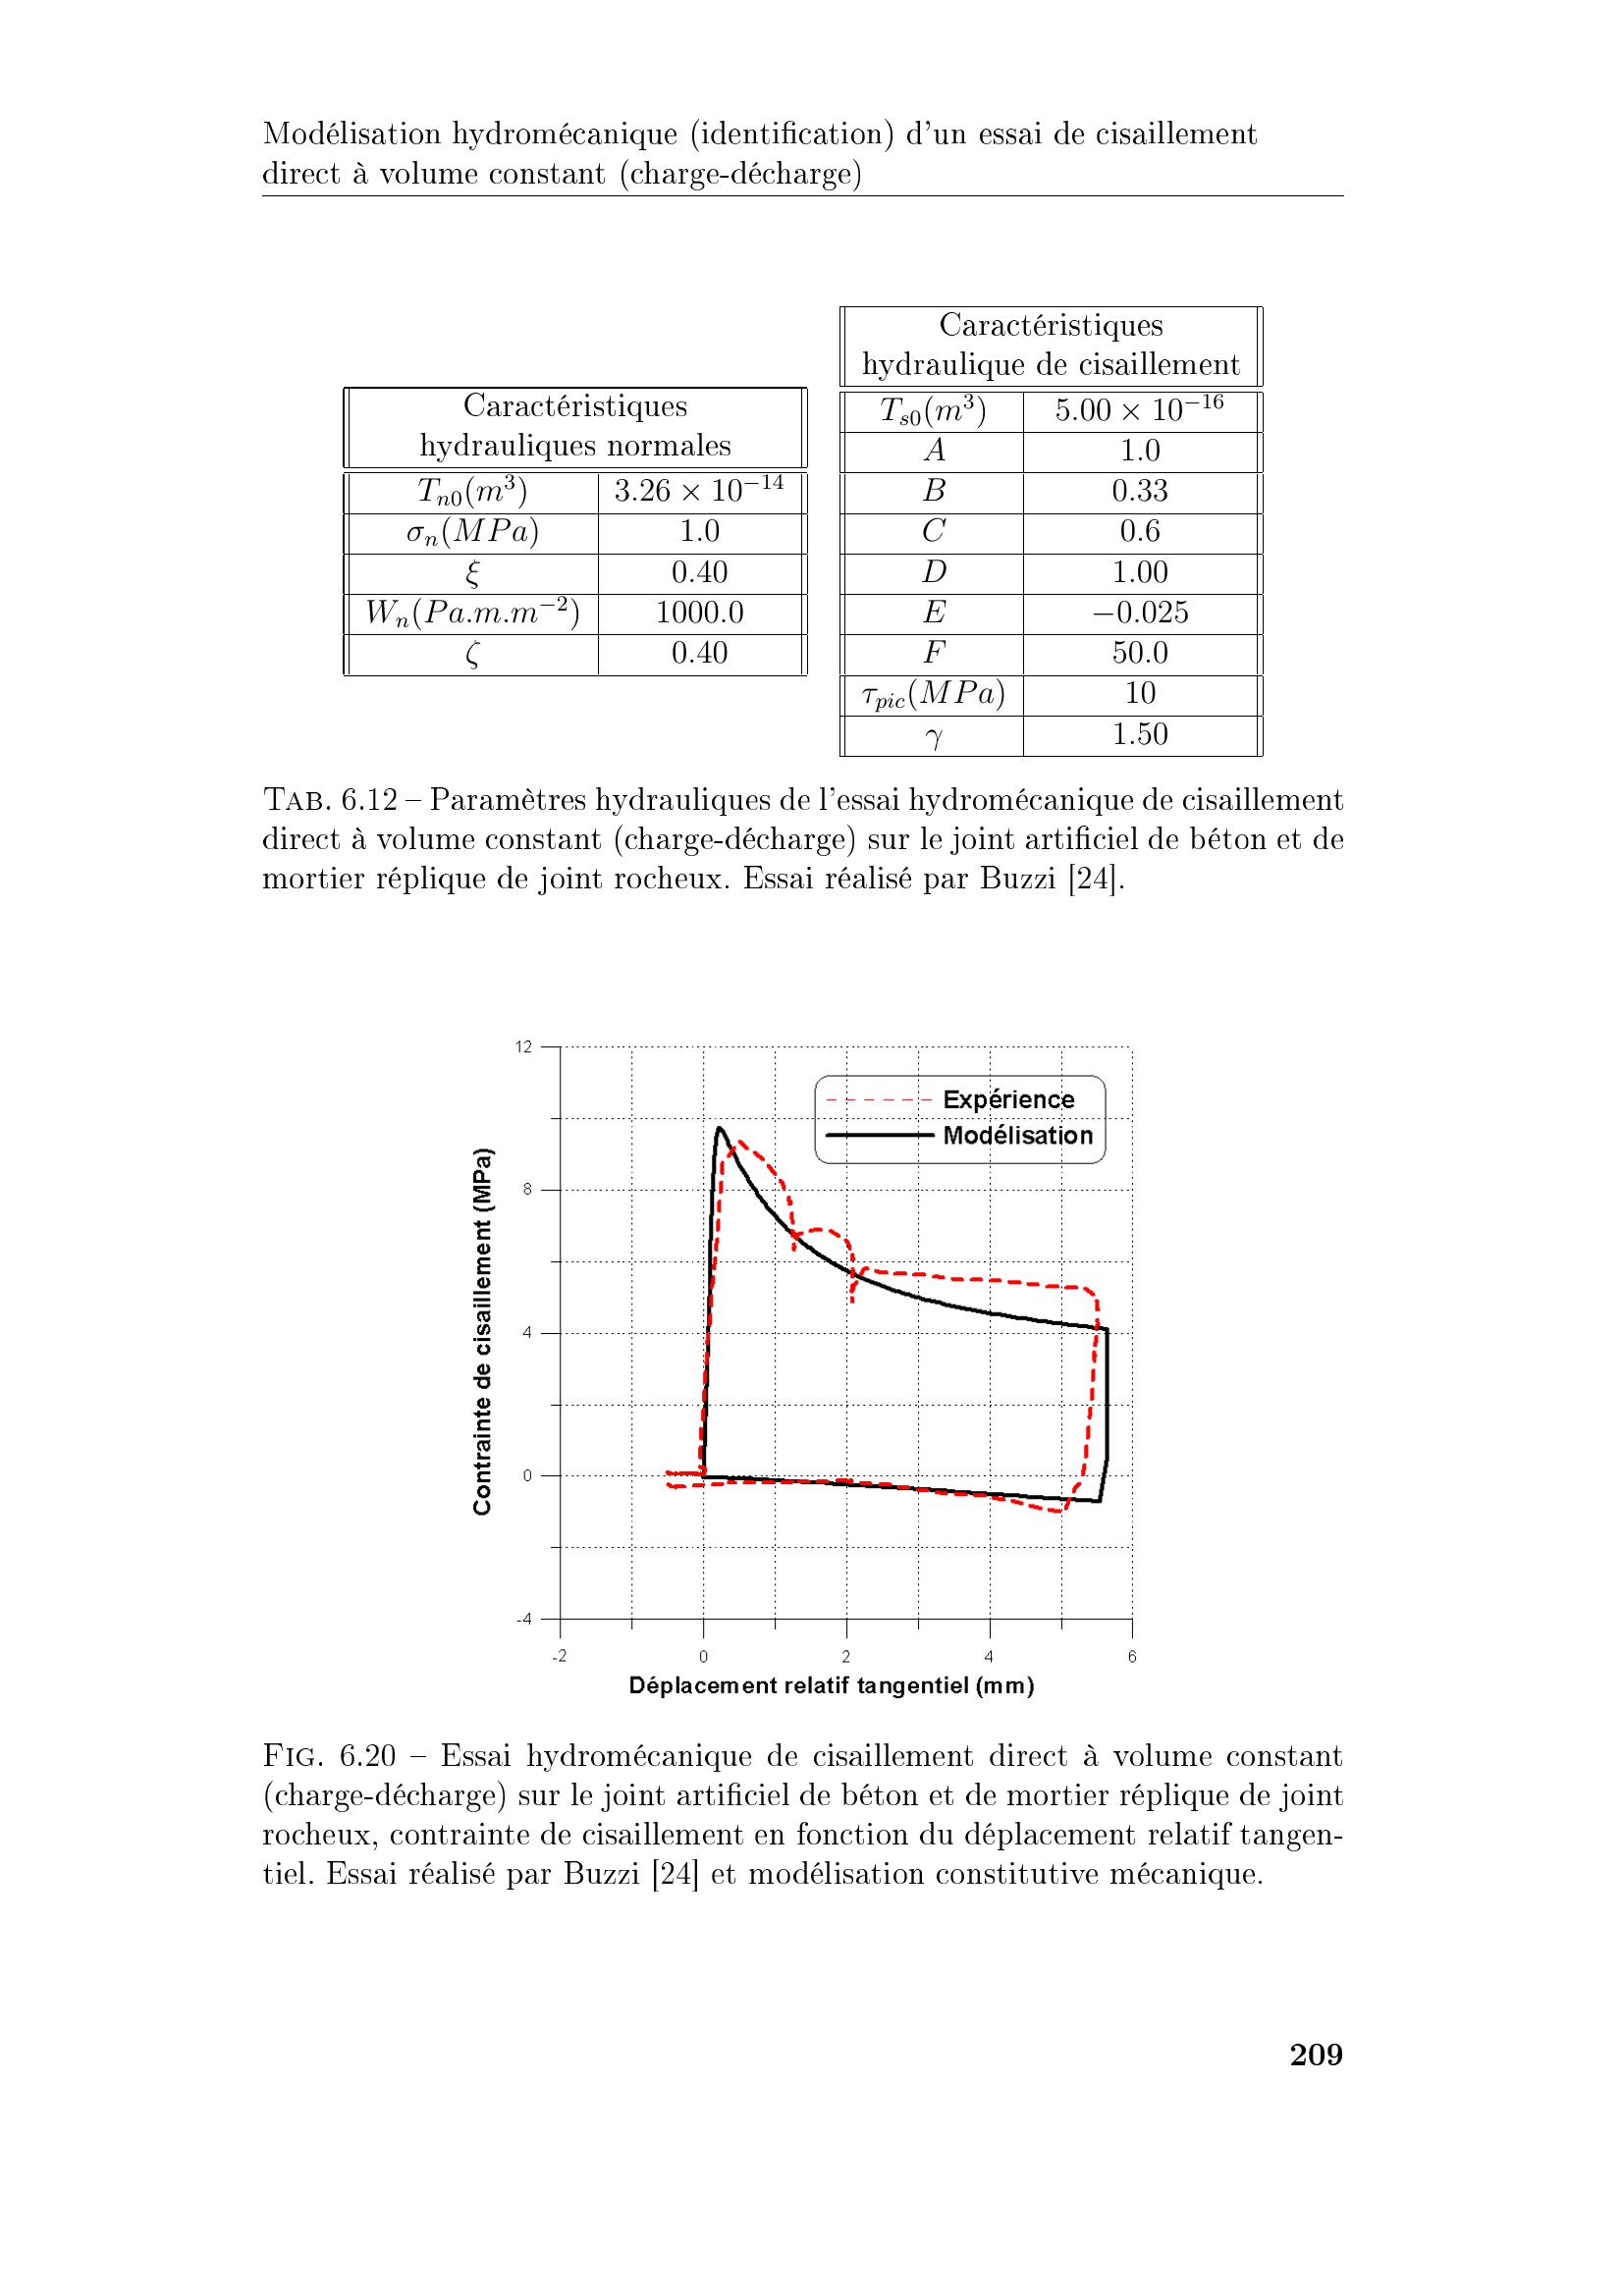 Modélisation hydromécanique (identification) d'un essai de cisaillement
direct à volume constant (charge-décharge)
Caractéristiques
hydrauliques normales
T_{n0}(m^3) 3.26 × 10^{−14}
σ_n(MPa) 1.0
ξ 0.40
W_n(Pa.m.m^{−2}) 1000.0
ζ 0.40
Caractéristiques
hydraulique de cisaillement
T_{s0}(m^3) 5.00 × 10^{−16}
A 1.0
B 0.33
C 0.6
D 1.00
E −0.025
F 50.0
τ_{pic}(MPa) 10
γ 1.50
TAB. 6.12 – Paramètres hydrauliques de l'essai hydromécanique de cisaillement
direct à volume constant (charge-décharge) sur le joint artificiel de béton et de
mortier réplique de joint rocheux. Essai réalisé par Buzzi [24].
12
8
4
0
-4
Contrainte de cisaillement (MPa)
Expérience
Modélisation
-2 0 2 4 6
Déplacement relatif tangentiel (mm)
FIG. 6.20 – Essai hydromécanique de cisaillement direct à volume constant
(charge-décharge) sur le joint artificiel de béton et de mortier réplique de joint
rocheux, contrainte de cisaillement en fonction du déplacement relatif tangen-
tiel. Essai réalisé par Buzzi [24] et modélisation constitutive mécanique.
209